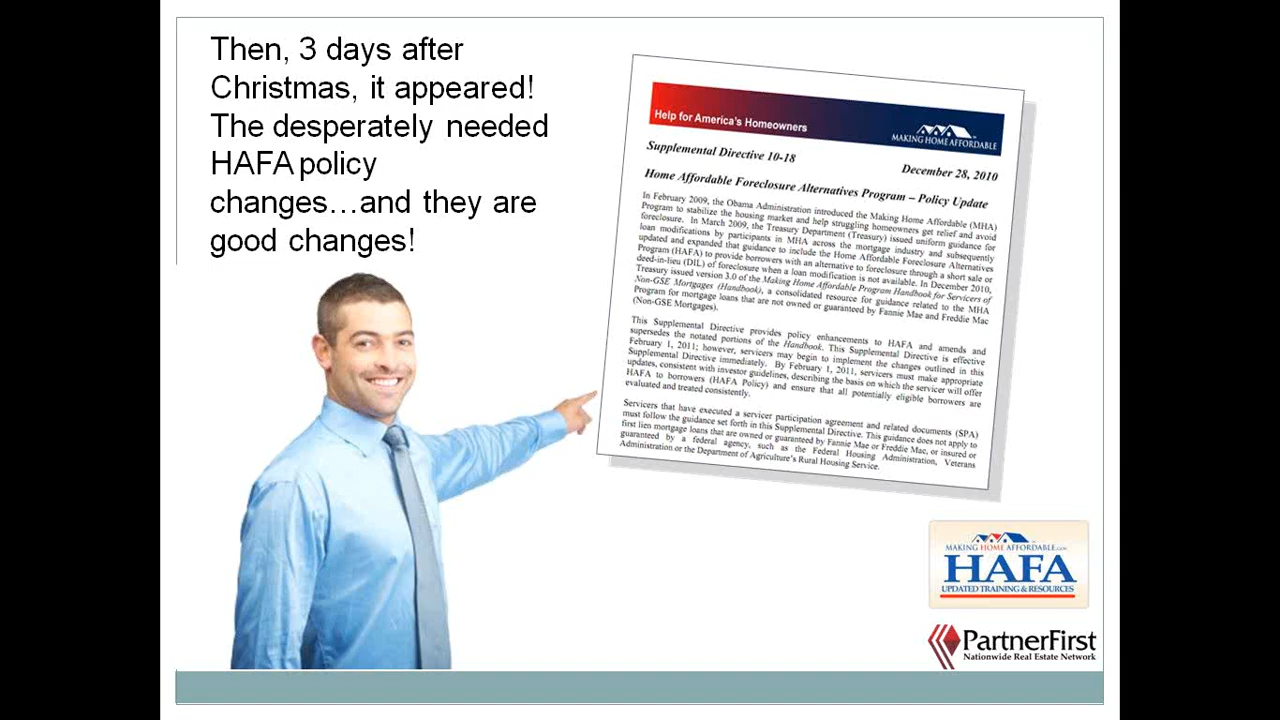 Then, 3 days after
Christmas, it appeared!
The desperately needed
HAFA policy
changes…and they are
good changes!
Help for America's Homeowners
MAKING HOME AFFORDABLE
Supplemental Directive 10-18
December 28, 2010
Home Affordable Foreclosure Alternatives Program – Policy Update
In February 2009, the Obama Administration introduced the Making Home Affordable (MHA)
Program to stabilize the housing market and help struggling homeowners get relief and avoid
foreclosure. In March 2009, the Treasury Department (Treasury) issued uniform guidance for
loan modifications by participants in MHA across the mortgage industry and subsequently
updated and expanded that guidance to include the Home Affordable Foreclosure Alternatives
Program (HAFA) to provide borrowers with an alternative to foreclosure through a short sale or
deed-in-lieu (DIL) of foreclosure when a loan modification is not available. In December 2010,
Treasury issued version 3.0 of the Making Home Affordable Program Handbook for Servicers of
Non-GSE Mortgages (Handbook), a consolidated resource for guidance related to the MHA
Program for mortgage loans that are not owned or guaranteed by Fannie Mae and Freddie Mac
(Non-GSE Mortgages).
This Supplemental Directive provides policy enhancements to HAFA and amends and
supersedes the notated portions of the Handbook. This Supplemental Directive is effective
February 1, 2011; however, servicers may begin to implement the changes outlined in this
Supplemental Directive immediately. By February 1, 2011, servicers must make appropriate
updates, consistent with investor guidelines, describing the basis on which the servicer will offer
HAFA to borrowers (HAFA Policy) and ensure that all potentially eligible borrowers are
evaluated and treated consistently.
Servicers that have executed a servicer participation agreement and related documents (SPA)
must follow the guidance set forth in this Supplemental Directive. This guidance does not apply to
first lien mortgage loans that are owned or guaranteed by Fannie Mae or Freddie Mac, or insured or
guaranteed by a federal agency, such as the Federal Housing Administration, Veterans
Administration or the Department of Agriculture's Rural Housing Service.
MAKING HOME AFFORDABLE.GOV
HAFA
UPDATED TRAINING & RESOURCES
PartnerFirst
Nationwide Real Estate Network